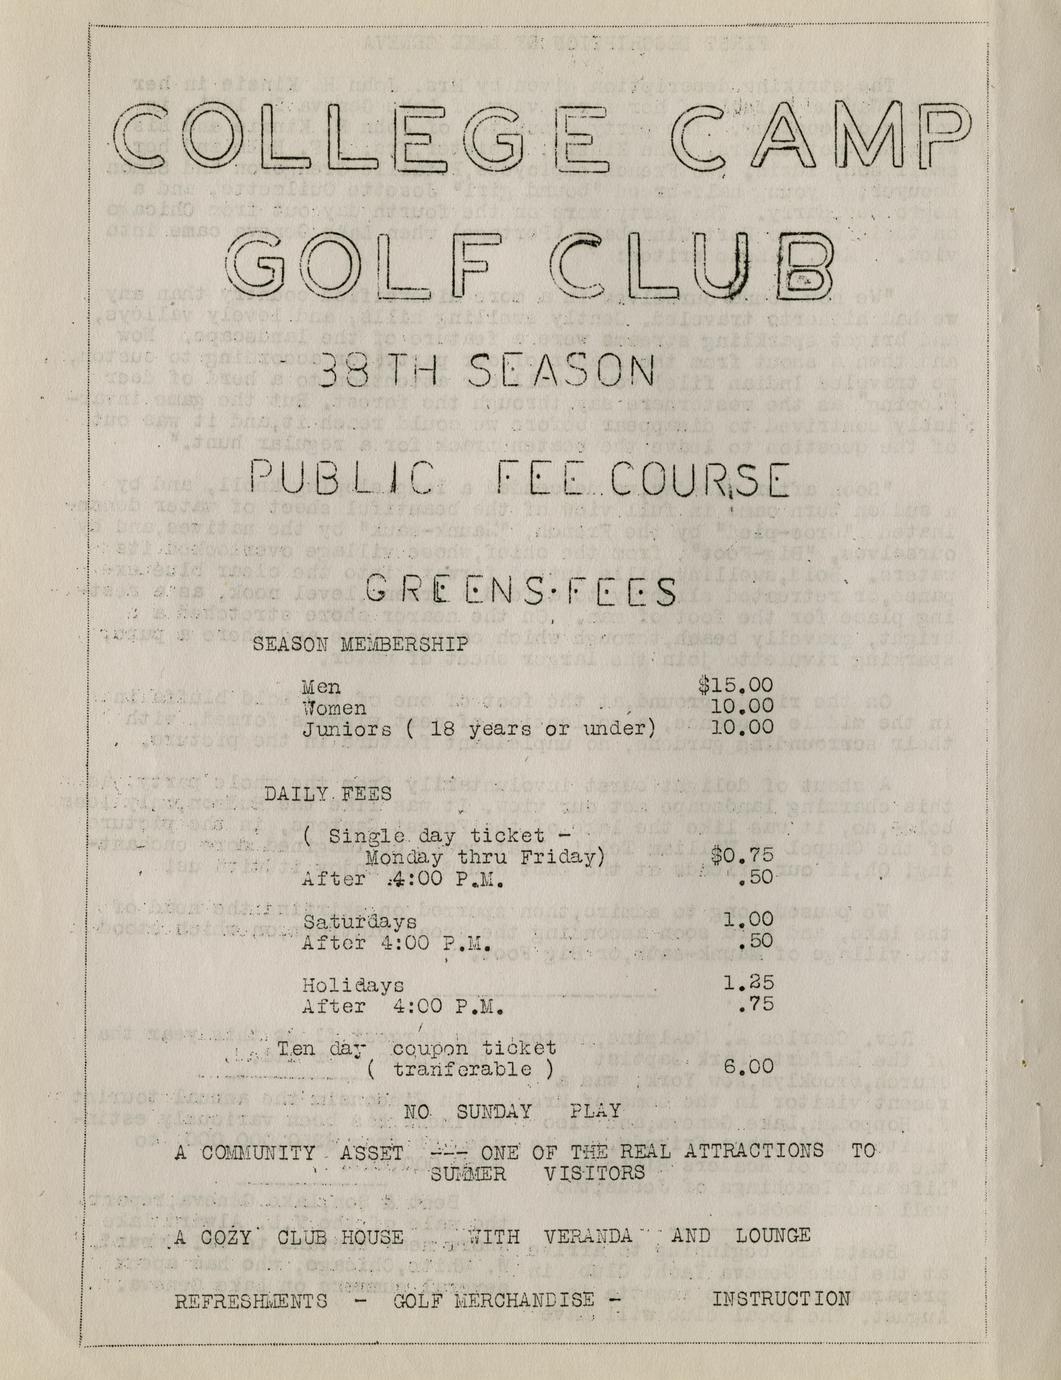 COLLEGE CAMP
GOLF CLUB
38TH SEASON
PUBLIC FEE COURSE
GREENS FEES
SEASON MEMBERSHIP
Men $15.00
Women 10.00
Juniors ( 18 years or under) 10.00
DAILY FEES
( Single day ticket -
Monday thru Friday) $0.75
After 4:00 P.M. .50
Saturdays 1.00
After 4:00 P.M. .50
Holidays 1.25
After 4:00 P.M. .75
Ten day coupon ticket
( tranferable ) 6.00
NO SUNDAY PLAY
A COMMUNITY ASSET --- ONE OF THE REAL ATTRACTIONS TO
SUMMER VISITORS
A COZY CLUB HOUSE WITH VERANDA AND LOUNGE
REFRESHMENTS - GOLF MERCHANDISE - INSTRUCTION